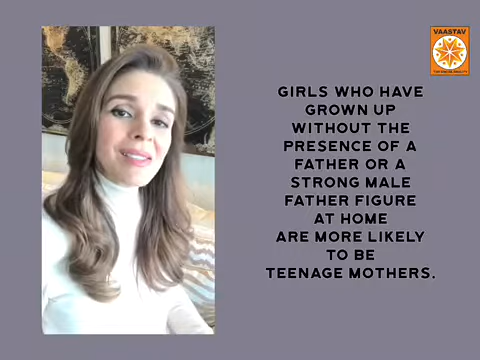 VAASTAV
GIRLS WHO HAVE
GROWN UP
WITHOUT THE
PRESENCE OF A
FATHER OR A
STRONG MALE
FATHER FIGURE
AT HOME
ARE MORE LIKELY
TO BE
TEENAGE MOTHERS.